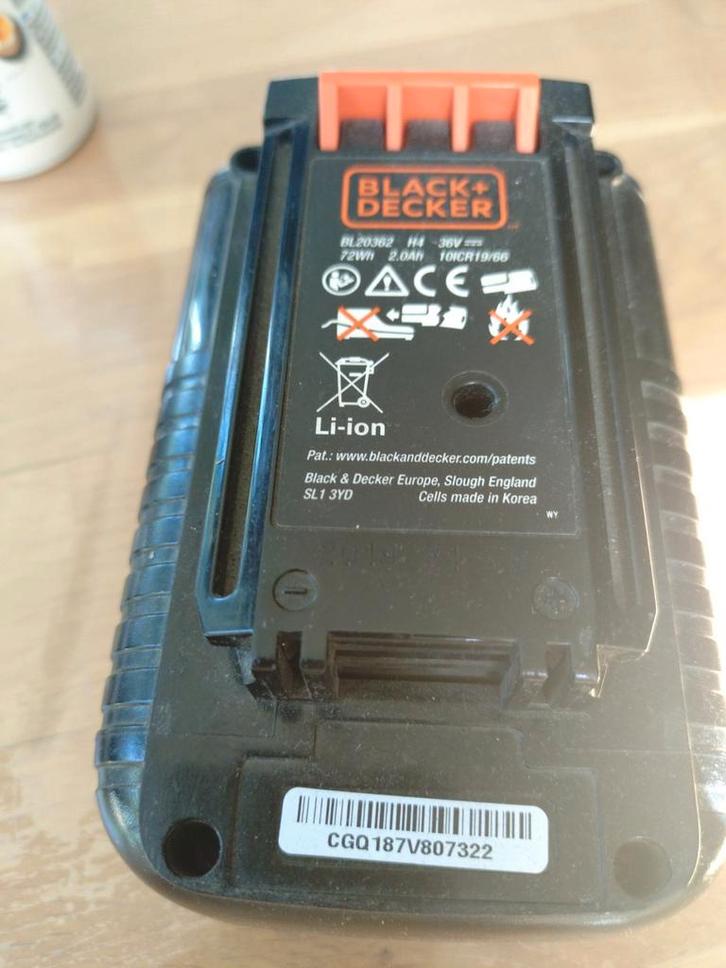 BLACK+
DECKER
BL20362 H4 36V
72Wh 2.0Ah 10ICR19/66
CE
Li-ion
Pat.: www.blackanddecker.com/patents
Black & Decker Europe, Slough England
SL1 3YD Cells made in Korea
WY
CGQ187V807322